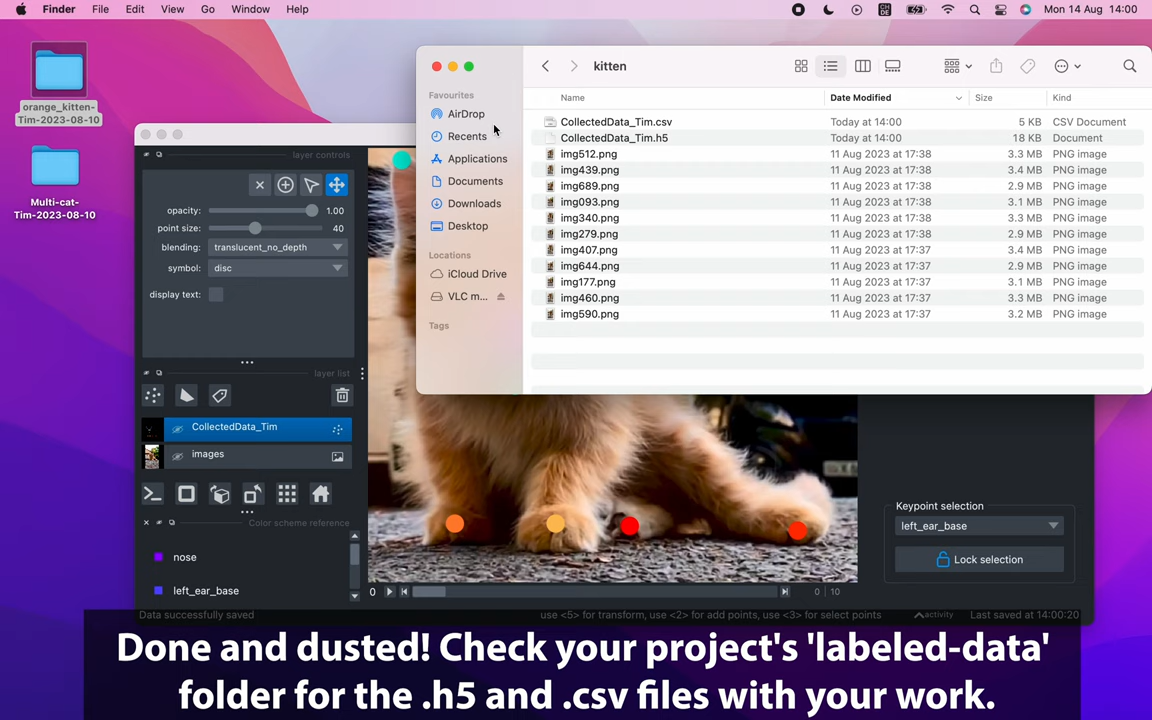 Finder File Edit View Go Window Help Mon 14 Aug 14:00
orange_kitten-
Tim-2023-08-10
Multi-cat-
Tim-2023-08-10
kitten
Favourites
AirDrop
Recents
Applications
Documents
Downloads
Desktop
Locations
iCloud Drive
VLC m...
Tags
Name Date Modified Size Kind
CollectedData_Tim.csv Today at 14:00 5 KB CSV Document
CollectedData_Tim.h5 Today at 14:00 18 KB Document
img512.png 11 Aug 2023 at 17:38 3.3 MB PNG image
img439.png 11 Aug 2023 at 17:38 3.4 MB PNG image
img689.png 11 Aug 2023 at 17:38 2.9 MB PNG image
img093.png 11 Aug 2023 at 17:38 3.1 MB PNG image
img340.png 11 Aug 2023 at 17:38 3.3 MB PNG image
img279.png 11 Aug 2023 at 17:38 2.9 MB PNG image
img407.png 11 Aug 2023 at 17:37 3.4 MB PNG image
img644.png 11 Aug 2023 at 17:37 2.9 MB PNG image
img177.png 11 Aug 2023 at 17:37 3.1 MB PNG image
img460.png 11 Aug 2023 at 17:37 3.3 MB PNG image
img590.png 11 Aug 2023 at 17:37 3.2 MB PNG image
layer controls
opacity: 1.00
point size: 40
blending: translucent_no_depth
symbol: disc
display text:
layer list
CollectedData_Tim
images
Color scheme reference
nose
left_ear_base
Keypoint selection
left_ear_base
Lock selection
0 0 | 10
Data successfully saved use <5> for transform, use <2> for add points, use <3> for select points activity Last saved at 14:00:20
Done and dusted! Check your project's 'labeled-data'
folder for the .h5 and .csv files with your work.